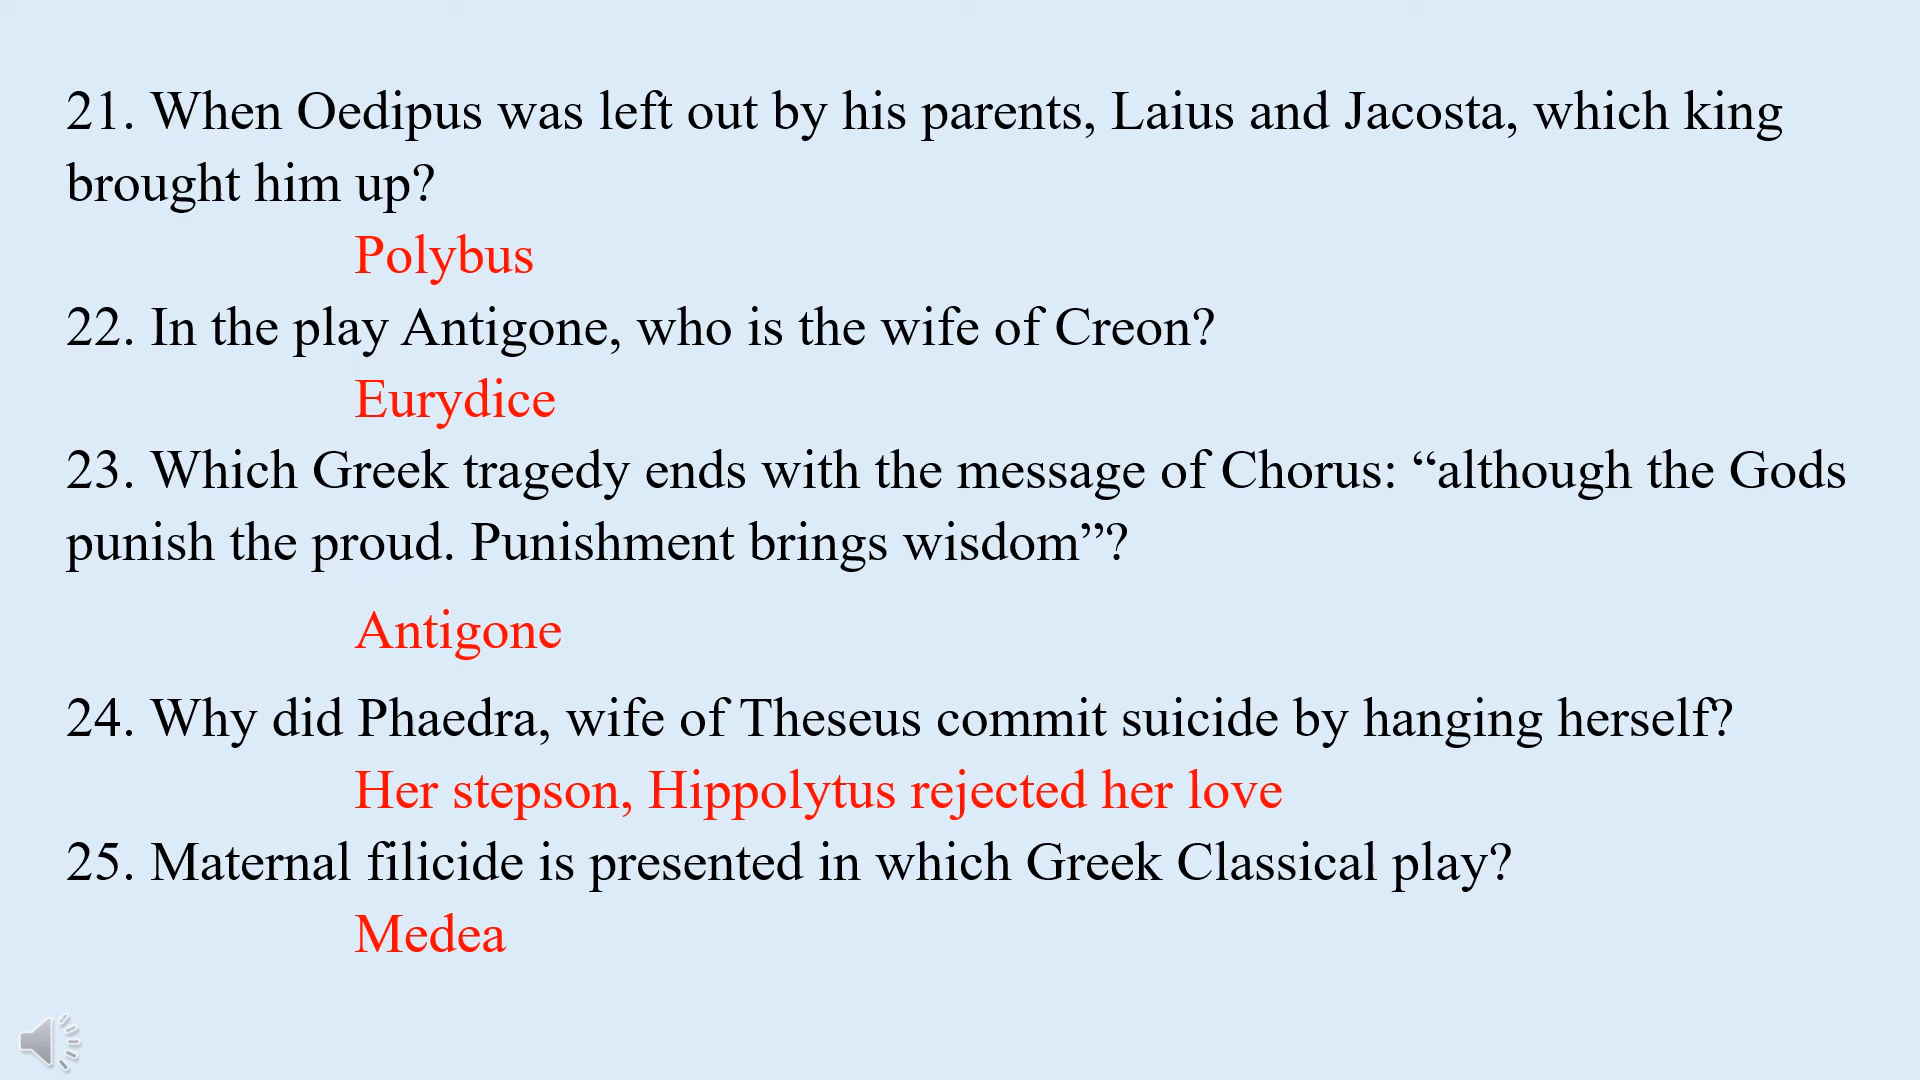 21. When Oedipus was left out by his parents, Laius and Jacosta, which king
brought him up?
Polybus
22. In the play Antigone, who is the wife of Creon?
Eurydice
23. Which Greek tragedy ends with the message of Chorus: “although the Gods
punish the proud. Punishment brings wisdom”?
Antigone
24. Why did Phaedra, wife of Theseus commit suicide by hanging herself?
Her stepson, Hippolytus rejected her love
25. Maternal filicide is presented in which Greek Classical play?
Medea